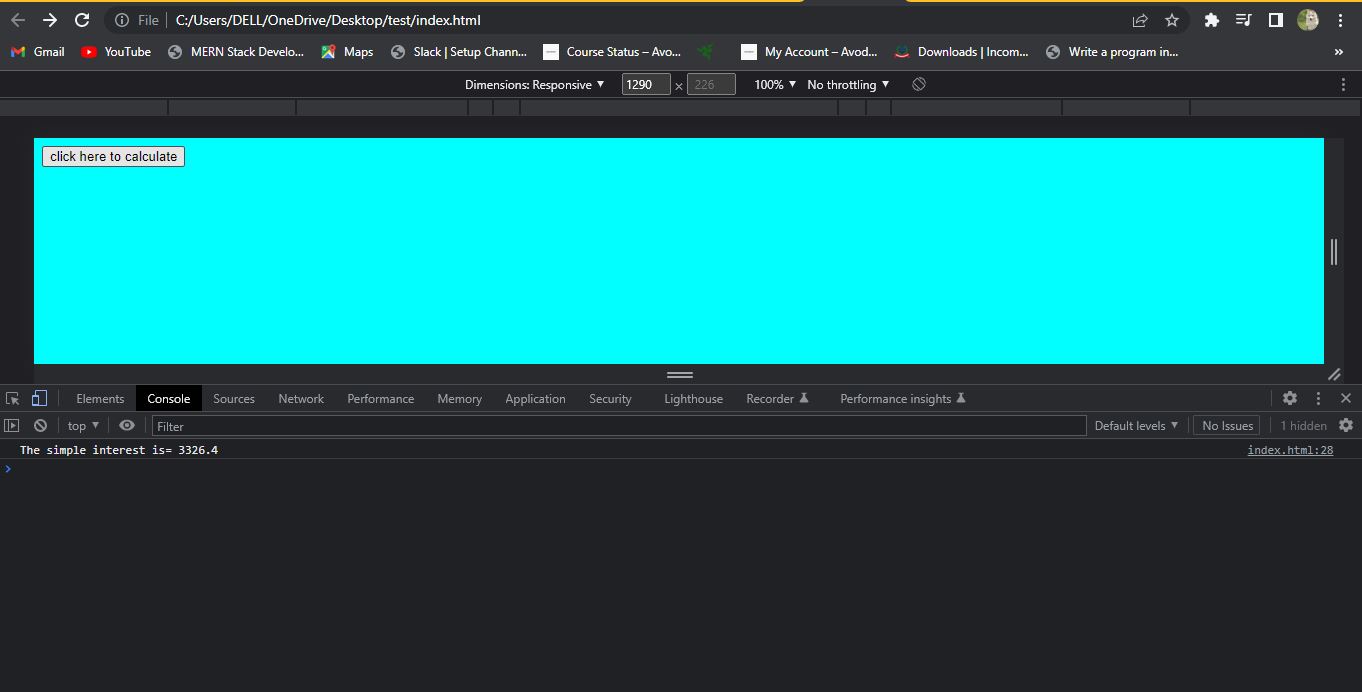 File C:/Users/DELL/OneDrive/Desktop/test/index.html
Gmail YouTube MERN Stack Develo... Maps Slack | Setup Chann... Course Status – Avo... My Account – Avod... Downloads | Incom... Write a program in... »
Dimensions: Responsive ▼ 1290 × 226 100% ▼ No throttling ▼
click here to calculate
Elements Console Sources Network Performance Memory Application Security Lighthouse Recorder Performance insights
top ▼ Filter Default levels ▼ No Issues 1 hidden
The simple interest is= 3326.4 index.html:28